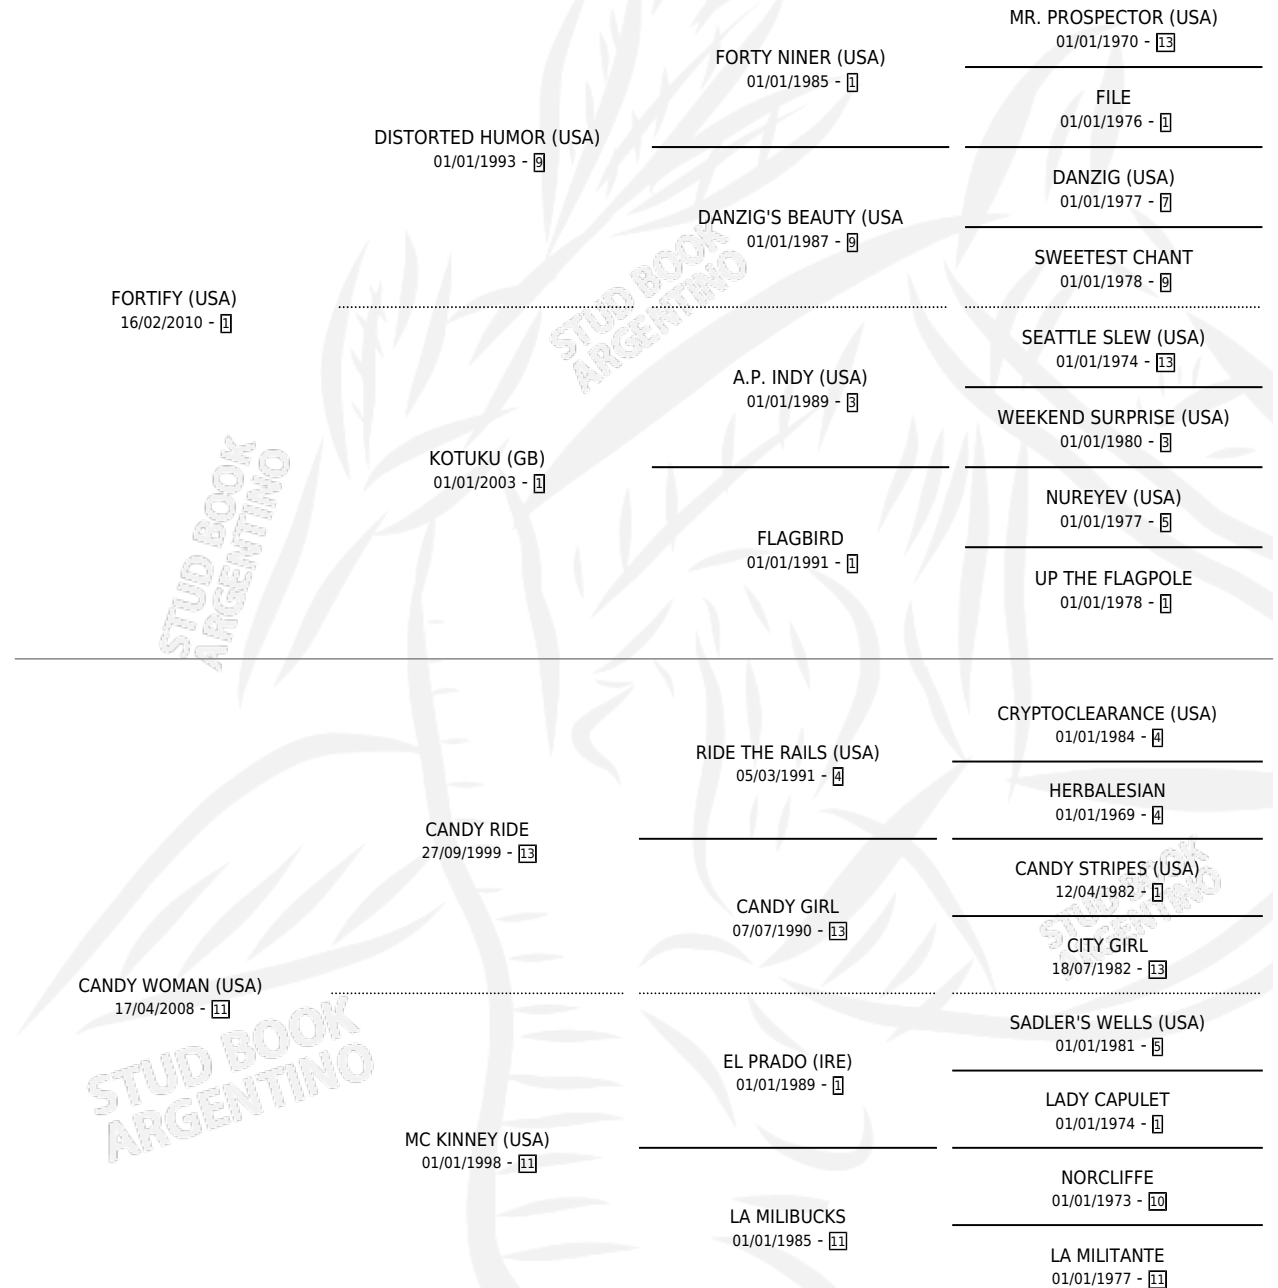 MR. PROSPECTOR (USA)
01/01/1970 - 13
FORTY NINER (USA)
01/01/1985 - 1
FILE
01/01/1976 - 1
DISTORTED HUMOR (USA)
01/01/1993 - 9
DANZIG (USA)
01/01/1977 - 7
DANZIG'S BEAUTY (USA
01/01/1987 - 9
SWEETEST CHANT
01/01/1978 - 9
FORTIFY (USA)
16/02/2010 - 1
STUD BOOK
ARGENTINO
SEATTLE SLEW (USA)
01/01/1974 - 13
A.P. INDY (USA)
01/01/1989 - 3
WEEKEND SURPRISE (USA)
01/01/1980 - 3
KOTUKU (GB)
01/01/2003 - 1
NUREYEV (USA)
01/01/1977 - 5
FLAGBIRD
01/01/1991 - 1
UP THE FLAGPOLE
01/01/1978 - 1
STUD BOOK
ARGENTINO
CRYPTOCLEARANCE (USA)
01/01/1984 - 4
RIDE THE RAILS (USA)
05/03/1991 - 4
HERBALESIAN
01/01/1969 - 4
CANDY RIDE
27/09/1999 - 13
CANDY STRIPES (USA)
12/04/1982 - 1
CANDY GIRL
07/07/1990 - 13
STUD BOOK
ARGENTINO
CITY GIRL
18/07/1982 - 13
CANDY WOMAN (USA)
17/04/2008 - 11
STUD BOOK
ARGENTINO
SADLER'S WELLS (USA)
01/01/1981 - 5
EL PRADO (IRE)
01/01/1989 - 1
LADY CAPULET
01/01/1974 - 1
MC KINNEY (USA)
01/01/1998 - 11
NORCLIFFE
01/01/1973 - 10
LA MILIBUCKS
01/01/1985 - 11
LA MILITANTE
01/01/1977 - 11